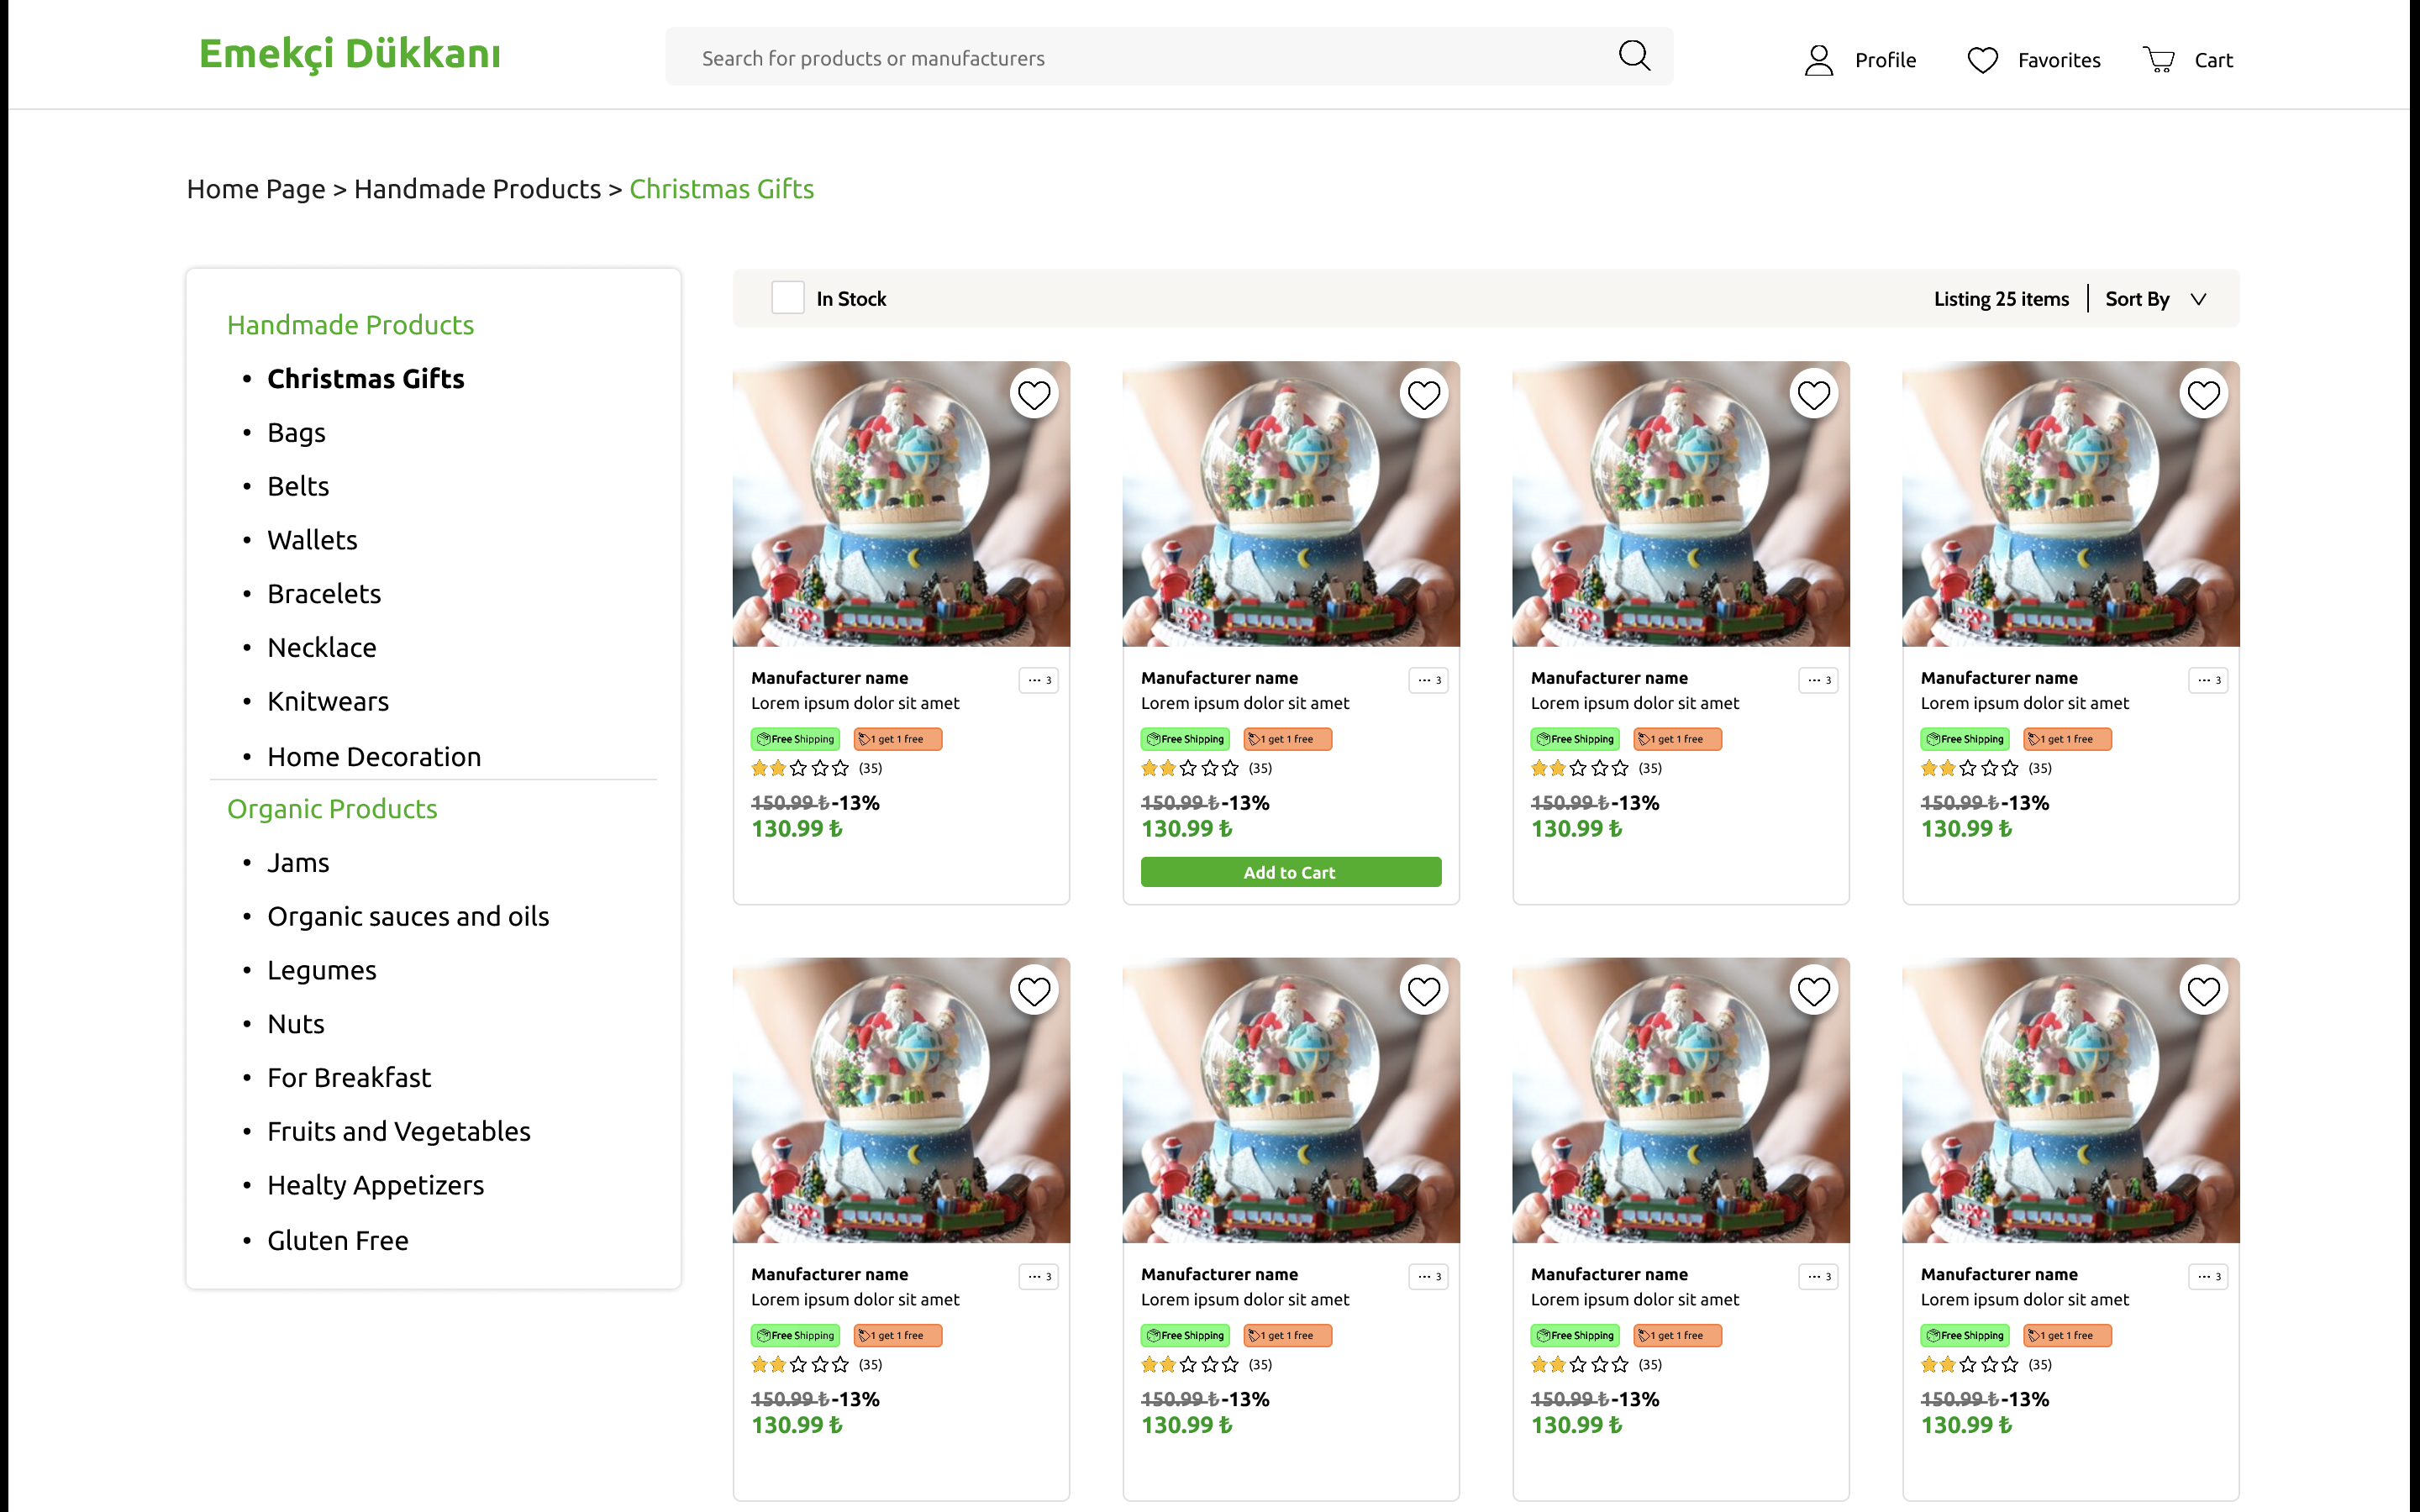 Emekçi Dükkanı
Search for products or manufacturers
Profile
Favorites
Cart
Home Page > Handmade Products > Christmas Gifts
Handmade Products
• Christmas Gifts
• Bags
• Belts
• Wallets
• Bracelets
• Necklace
• Knitwears
• Home Decoration
Organic Products
• Jams
• Organic sauces and oils
• Legumes
• Nuts
• For Breakfast
• Fruits and Vegetables
• Healty Appetizers
• Gluten Free
In Stock
Listing 25 items
Sort By
Manufacturer name
··· 3
Lorem ipsum dolor sit amet
Free Shipping
1 get 1 free
(35)
150.99 ₺ -13%
130.99 ₺
Manufacturer name
··· 3
Lorem ipsum dolor sit amet
Free Shipping
1 get 1 free
(35)
150.99 ₺ -13%
130.99 ₺
Add to Cart
Manufacturer name
··· 3
Lorem ipsum dolor sit amet
Free Shipping
1 get 1 free
(35)
150.99 ₺ -13%
130.99 ₺
Manufacturer name
··· 3
Lorem ipsum dolor sit amet
Free Shipping
1 get 1 free
(35)
150.99 ₺ -13%
130.99 ₺
Manufacturer name
··· 3
Lorem ipsum dolor sit amet
Free Shipping
1 get 1 free
(35)
150.99 ₺ -13%
130.99 ₺
Manufacturer name
··· 3
Lorem ipsum dolor sit amet
Free Shipping
1 get 1 free
(35)
150.99 ₺ -13%
130.99 ₺
Manufacturer name
··· 3
Lorem ipsum dolor sit amet
Free Shipping
1 get 1 free
(35)
150.99 ₺ -13%
130.99 ₺
Manufacturer name
··· 3
Lorem ipsum dolor sit amet
Free Shipping
1 get 1 free
(35)
150.99 ₺ -13%
130.99 ₺